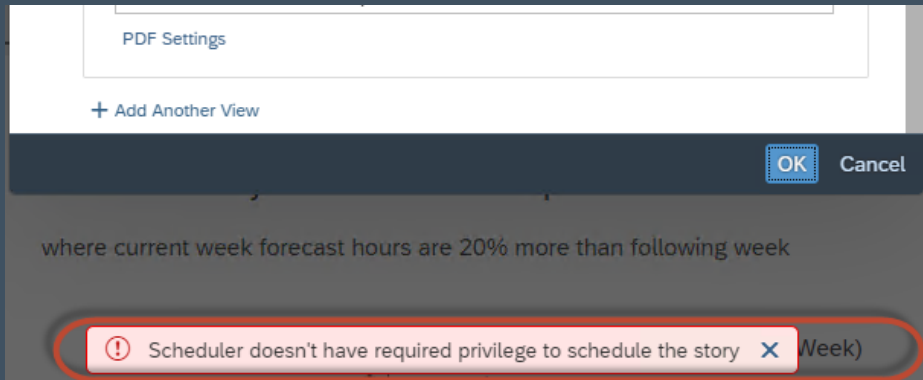 PDF Settings
+ Add Another View
OK Cancel
where current week forecast hours are 20% more than following week
Scheduler doesn't have required privilege to schedule the story
Week)